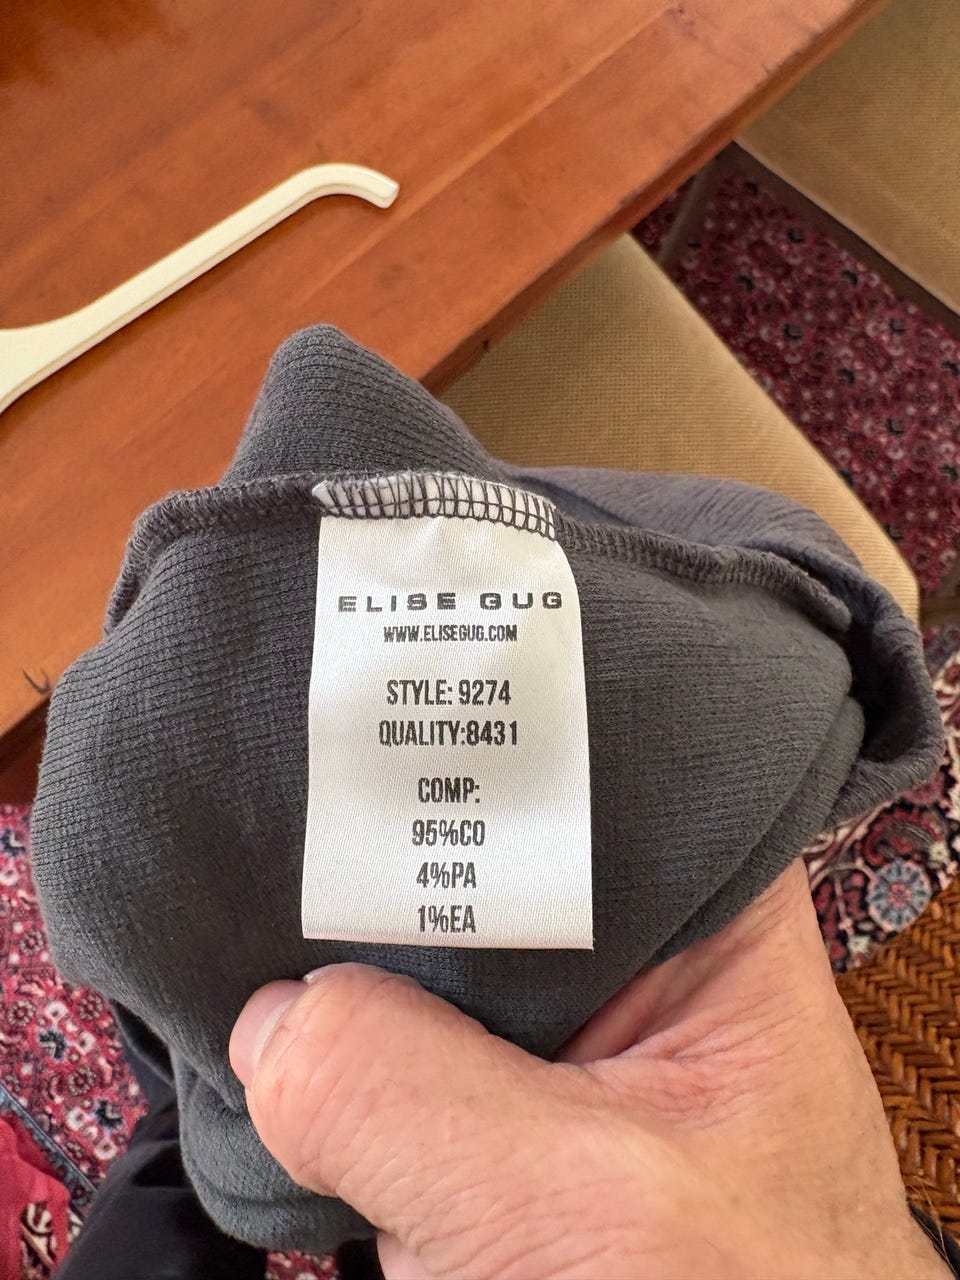 ELISE GUG
WWW.ELISEGUG.COM
STYLE: 9274
QUALITY:8431
COMP:
95%CO
4%PA
1%EA